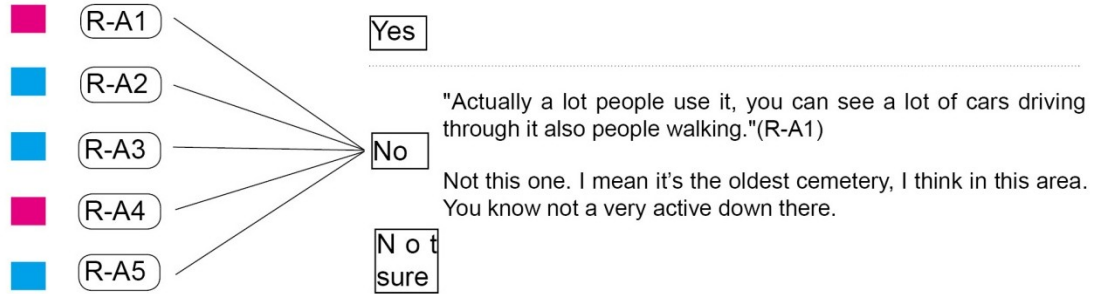 R-A1
Yes
R-A2
"Actually a lot people use it, you can see a lot of cars driving
through it also people walking."(R-A1)
R-A3
No
Not this one. I mean it’s the oldest cemetery, I think in this area.
You know not a very active down there.
R-A4
N o t
sure
R-A5